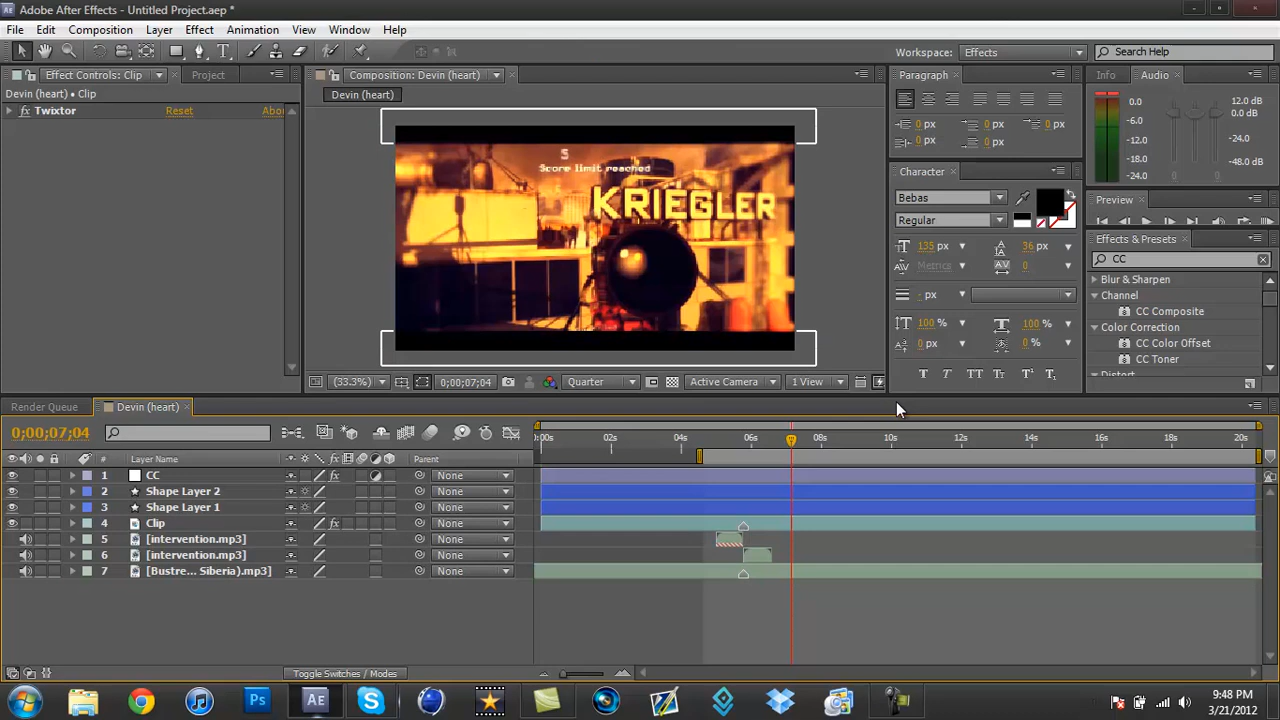 Adobe After Effects - Untitled Project.aep *
File Edit Composition Layer Effect Animation View Window Help
Workspace: Effects Search Help
Effect Controls: Clip Project Composition: Devin (heart) Paragraph Info Audio
Devin (heart) • Clip Devin (heart)
Twixtor Reset Abou
0 px 0 px 0 px
0 px 0 px
0.0 12.0 dB
0.0 dB
-6.0
-12.0 -24.0 dB
-18.0
-24.0 -48.0 dB
Score limit reached
KRIEGLER
Character
Bebas
Regular
Preview
Effects & Presets
CC
135 px 36 px
Metrics 0
- px
100 % 100 %
0 px 0 %
Blur & Sharpen
Channel
CC Composite
Color Correction
CC Color Offset
CC Toner
Distort
(33.3%) 0;00;07;04 Quarter Active Camera 1 View
Render Queue Devin (heart)
0;00;07;04
0:00s 02s 04s 06s 08s 10s 12s 14s 16s 18s 20s
# Layer Name Parent
1 CC None
2 Shape Layer 2 None
3 Shape Layer 1 None
4 Clip None
5 [intervention.mp3] None
6 [intervention.mp3] None
7 [Bustre... Siberia).mp3] None
Toggle Switches / Modes
Ps Ae
9:48 PM
3/21/2012